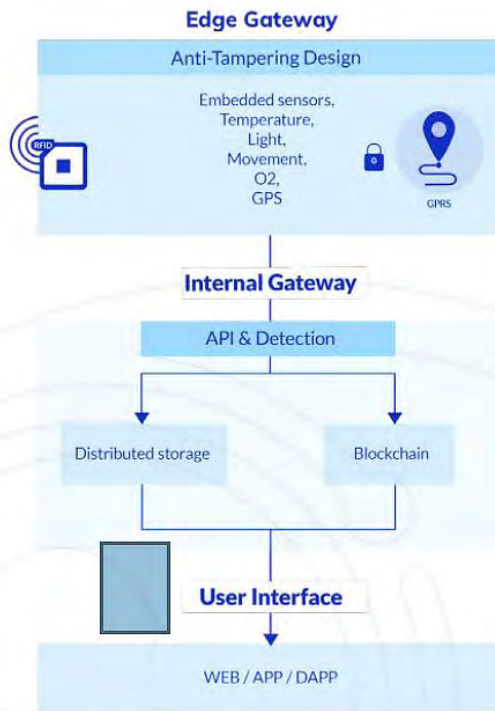 Edge Gateway
Anti-Tampering Design
Embedded sensors,
Temperature,
Light,
Movement,
O2,
GPS
RFID
GPRS
Internal Gateway
API & Detection
Distributed storage
Blockchain
User Interface
WEB / APP / DAPP